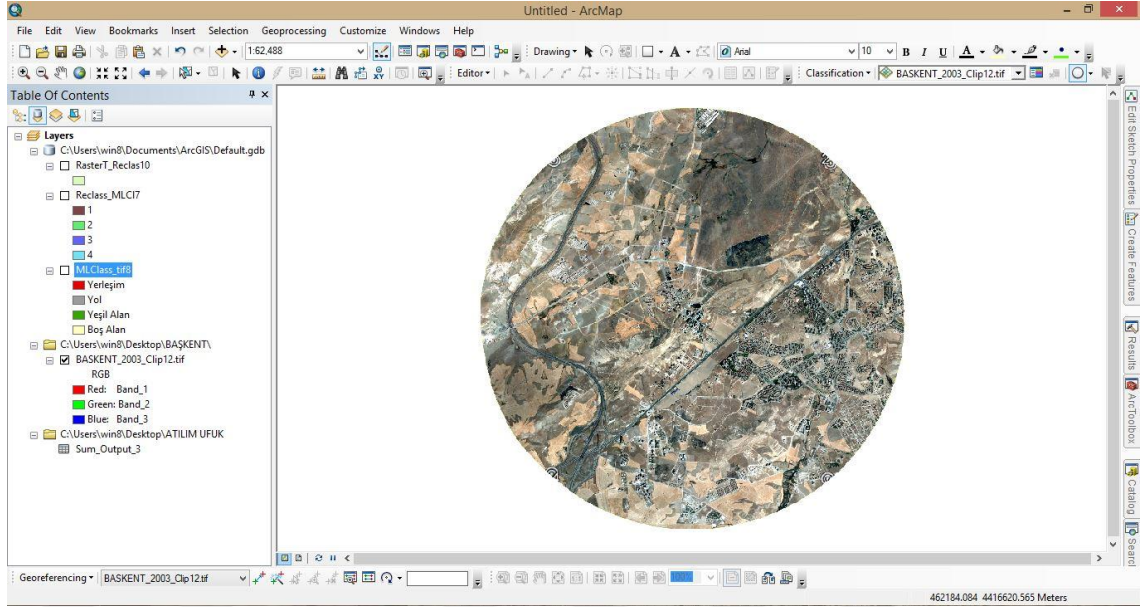 Untitled - ArcMap
File Edit View Bookmarks Insert Selection Geoprocessing Customize Windows Help
1:62,488 Drawing Arial 10 B I U A
Editor Classification BASKENT_2003_Clip12.tif
Table Of Contents
Layers
C:\Users\win8\Documents\ArcGIS\Default.gdb
RasterT_Reclas10
Reclass_MLCl7
1
2
3
4
MLClass_tif8
Yerleşim
Yol
Yeşil Alan
Boş Alan
C:\Users\win8\Desktop\BAŞKENT\
BASKENT_2003_Clip12.tif
RGB
Red: Band_1
Green: Band_2
Blue: Band_3
C:\Users\win8\Desktop\ATILIM UFUK
Sum_Output_3
Edit Sketch Properties
Create Features
Results
ArcToolbox
Catalog
Search
Georeferencing BASKENT_2003_Clip12.tif 100%
462184.084 4416620.565 Meters